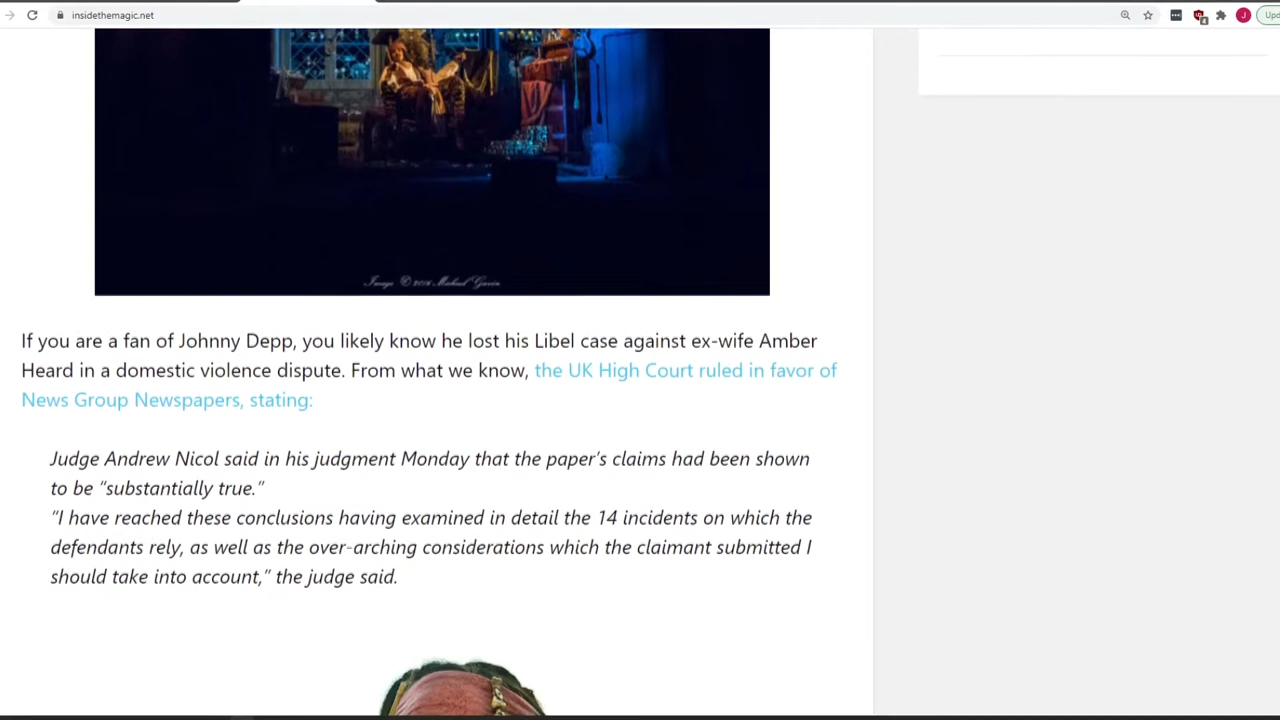 insidethemagic.net
J
Upd
Image © 2016 Michael Gavin
If you are a fan of Johnny Depp, you likely know he lost his Libel case against ex-wife Amber
Heard in a domestic violence dispute. From what we know, the UK High Court ruled in favor of
News Group Newspapers, stating:
Judge Andrew Nicol said in his judgment Monday that the paper's claims had been shown
to be “substantially true.”
“I have reached these conclusions having examined in detail the 14 incidents on which the
defendants rely, as well as the over-arching considerations which the claimant submitted I
should take into account,” the judge said.